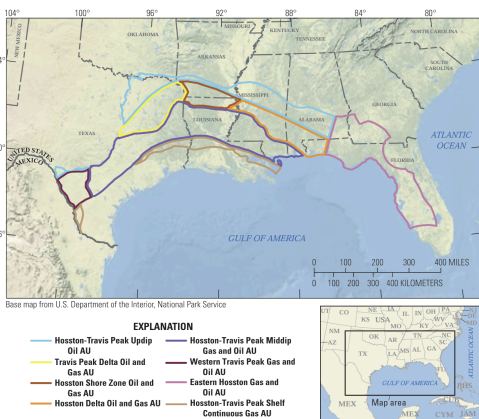 104°
100°
96°
92°
88°
84°
80°
MISSOURI
KENTUCKY
NEW MEXICO
OKLAHOMA
TENNESSEE
NORTH CAROLINA
ARKANSAS
SOUTH
CAROLINA
MISSISSIPPI
GEORGIA
TEXAS
LOUISIANA
ALABAMA
ATLANTIC
OCEAN
UNITED STATES
MEXICO
FLORIDA
GULF OF AMERICA
0 100 200 300 400 MILES
0 100 200 300 400 KILOMETERS
Base map from U.S. Department of the Interior, National Park Service
EXPLANATION
Hosston-Travis Peak Updip
Oil AU
Travis Peak Delta Oil and
Gas AU
Hosston Shore Zone Oil and
Gas AU
Hosston Delta Oil and Gas AU
Hosston-Travis Peak Middip
Gas and Oil AU
Western Travis Peak Gas and
Oil AU
Eastern Hosston Gas and
Oil AU
Hosston-Travis Peak Shelf
Continuous Gas AU
UT CO NE IA IL IN OH PA
KS USA MO KY WV VA
NM OK AR TN NC
AZ TX LA MS AL GA SC
FL
ATLANTIC OCEAN
GULF OF AMERICA
BHS
MEX Map area CUB
MEX CYM JAM